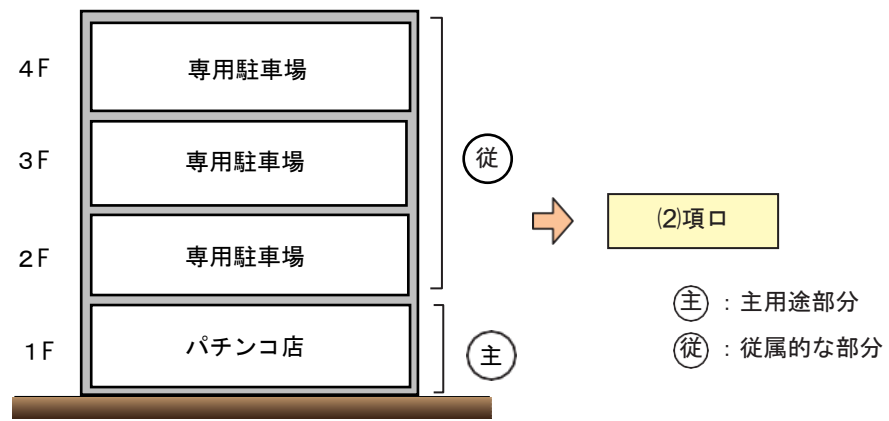 4F 専用駐車場
3F 専用駐車場 従
⑵項ロ
2F 専用駐車場
主 : 主用途部分
1F パチンコ店 主
従 : 従属的な部分